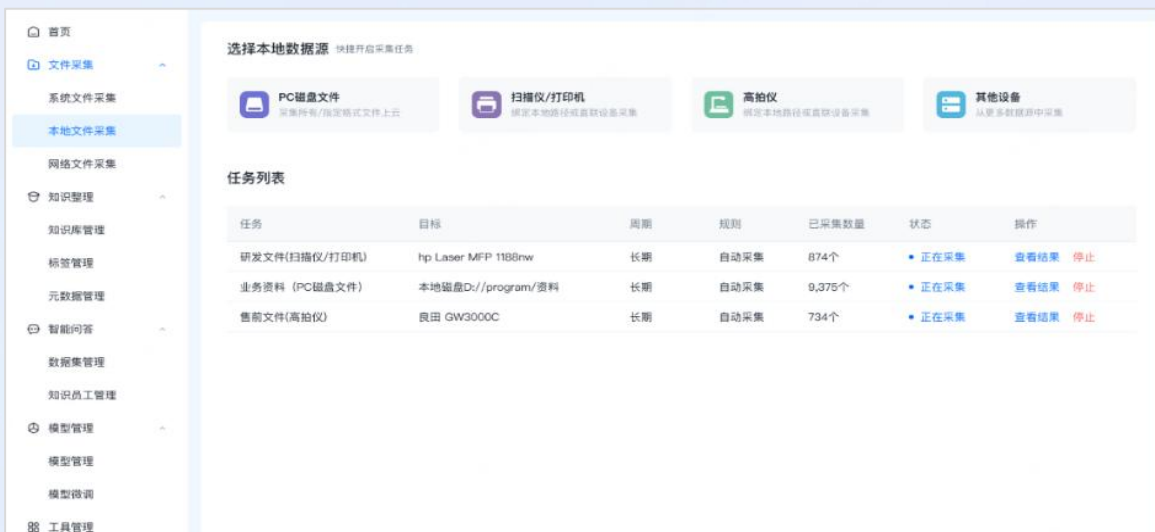 首页
文件采集
系统文件采集
本地文件采集
网络文件采集
知识整理
知识库管理
标签管理
元数据管理
智能问答
数据集管理
知识员工管理
模型管理
模型管理
模型微调
工具管理
选择本地数据源 快捷开启采集任务
PC磁盘文件
采集所有/指定格式文件上云
扫描仪/打印机
绑定本地路径或直联设备采集
高拍仪
绑定本地路径或直联设备采集
其他设备
从更多数据源中采集
任务列表
任务 目标 周期 规则 已采集数量 状态 操作
研发文件(扫描仪/打印机) hp Laser MFP 1188nw 长期 自动采集 874个 正在采集 查看结果 停止
业务资料（PC磁盘文件） 本地磁盘D://program/资料 长期 自动采集 9,375个 正在采集 查看结果 停止
售前文件(高拍仪) 良田 GW3000C 长期 自动采集 734个 正在采集 查看结果 停止